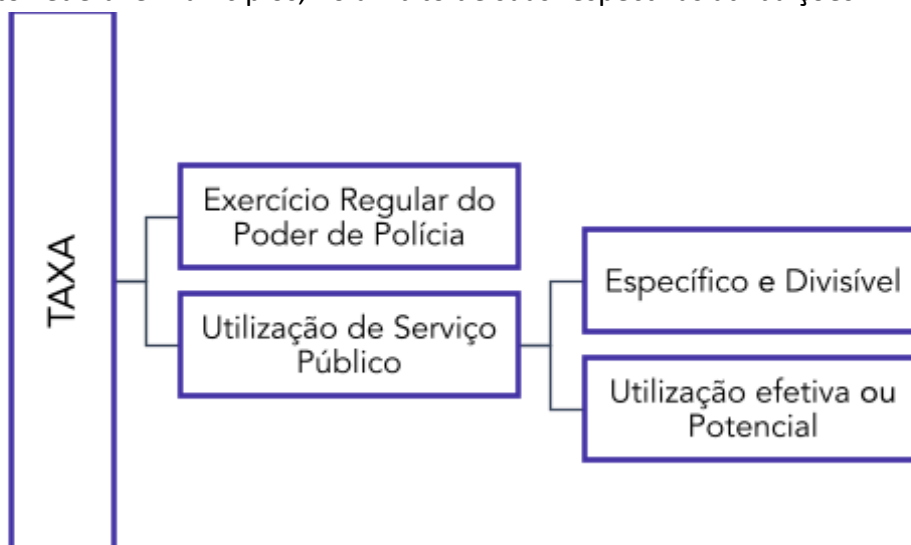 TAXA
Exercício Regular do
Poder de Polícia
Utilização de Serviço
Público
Específico e Divisível
Utilização efetiva ou
Potencial